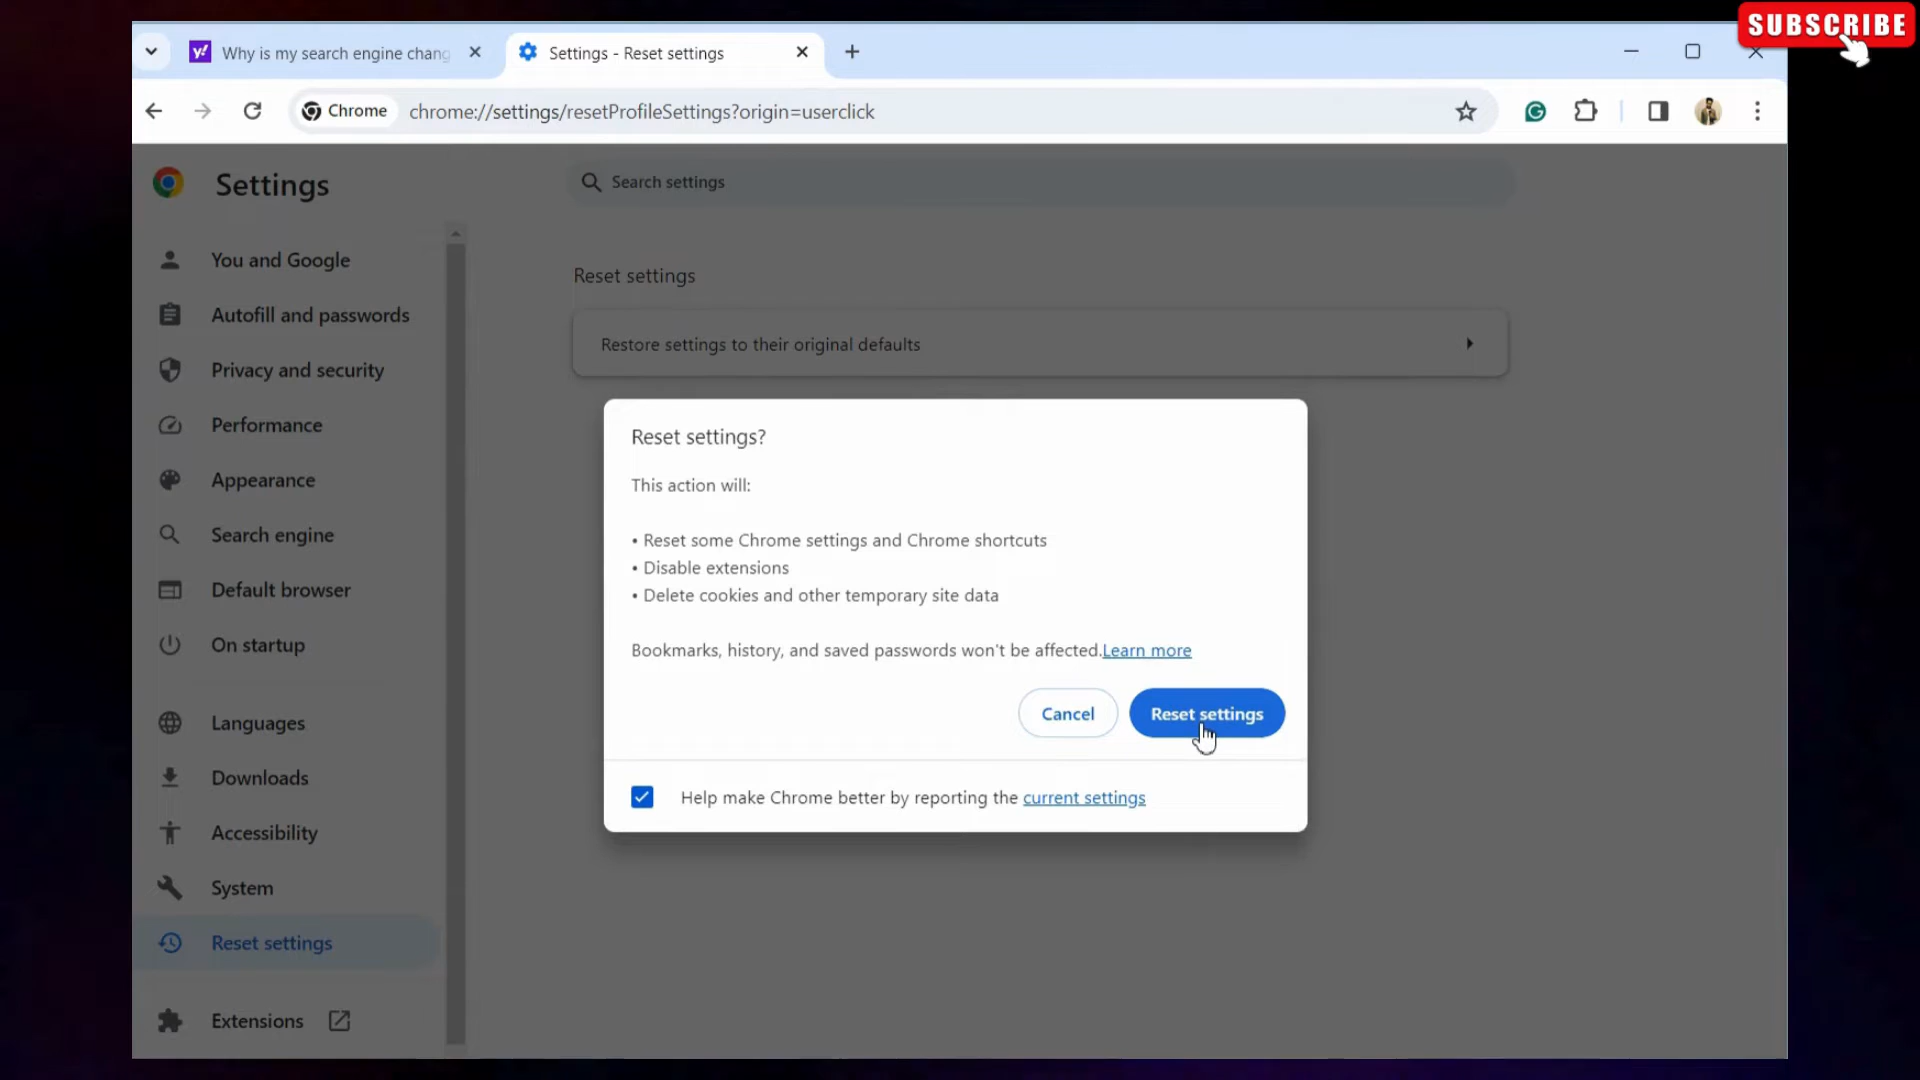 SUBSCRIBE
Why is my search engine chang
Settings - Reset settings
Chrome
chrome://settings/resetProfileSettings?origin=userclick
Settings
Search settings
You and Google
Autofill and passwords
Privacy and security
Performance
Appearance
Search engine
Default browser
On startup
Languages
Downloads
Accessibility
System
Reset settings
Extensions
Reset settings
Restore settings to their original defaults
Reset settings?
This action will:
• Reset some Chrome settings and Chrome shortcuts
• Disable extensions
• Delete cookies and other temporary site data
Bookmarks, history, and saved passwords won't be affected.Learn more
Cancel
Reset settings
Help make Chrome better by reporting the current settings